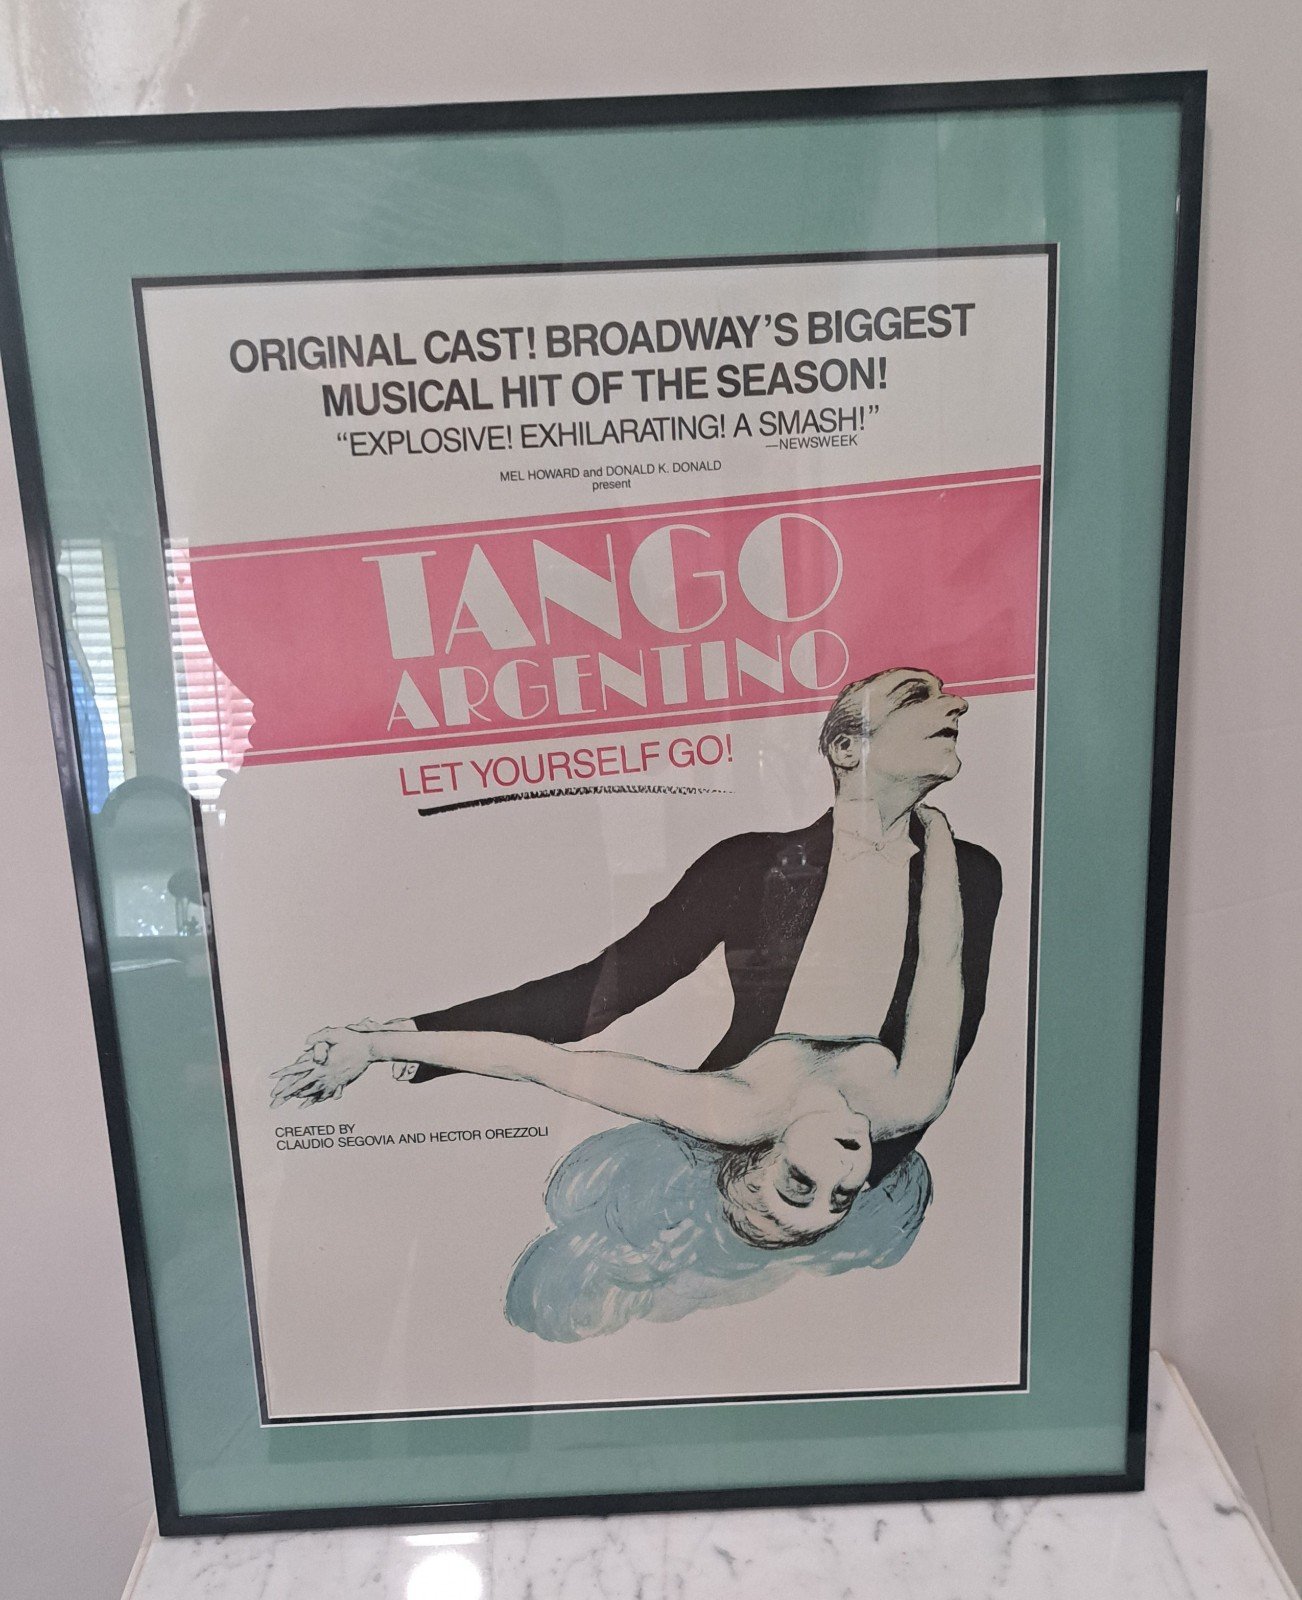 ORIGINAL CAST! BROADWAY'S BIGGEST
MUSICAL HIT OF THE SEASON!
“EXPLOSIVE! EXHILARATING! A SMASH!”
—NEWSWEEK
MEL HOWARD and DONALD K. DONALD
present
TANGO
ARGENTINO
LET YOURSELF GO!
CREATED BY
CLAUDIO SEGOVIA AND HECTOR OREZZOLI